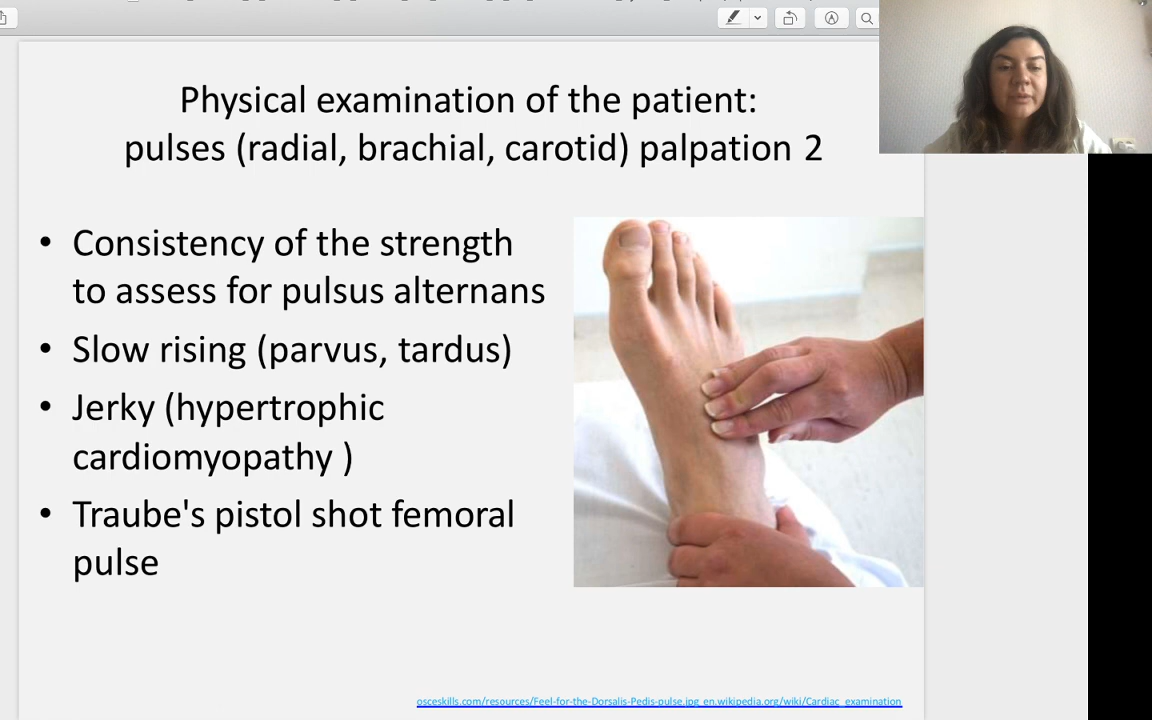 Physical examination of the patient:
pulses (radial, brachial, carotid) palpation 2
• Consistency of the strength
to assess for pulsus alternans
• Slow rising (parvus, tardus)
• Jerky (hypertrophic
cardiomyopathy )
• Traube's pistol shot femoral
pulse
osceskills.com/resources/Feel-for-the-Dorsalis-Pedis-pulse.jpg en.wikipedia.org/wiki/Cardiac_examination